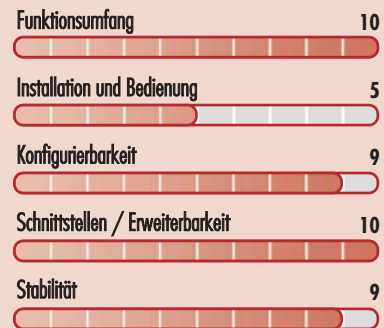 Funktionsumfang 10
Installation und Bedienung 5
Konfigurierbarkeit 9
Schnittstellen / Erweiterbarkeit 10
Stabilität 9